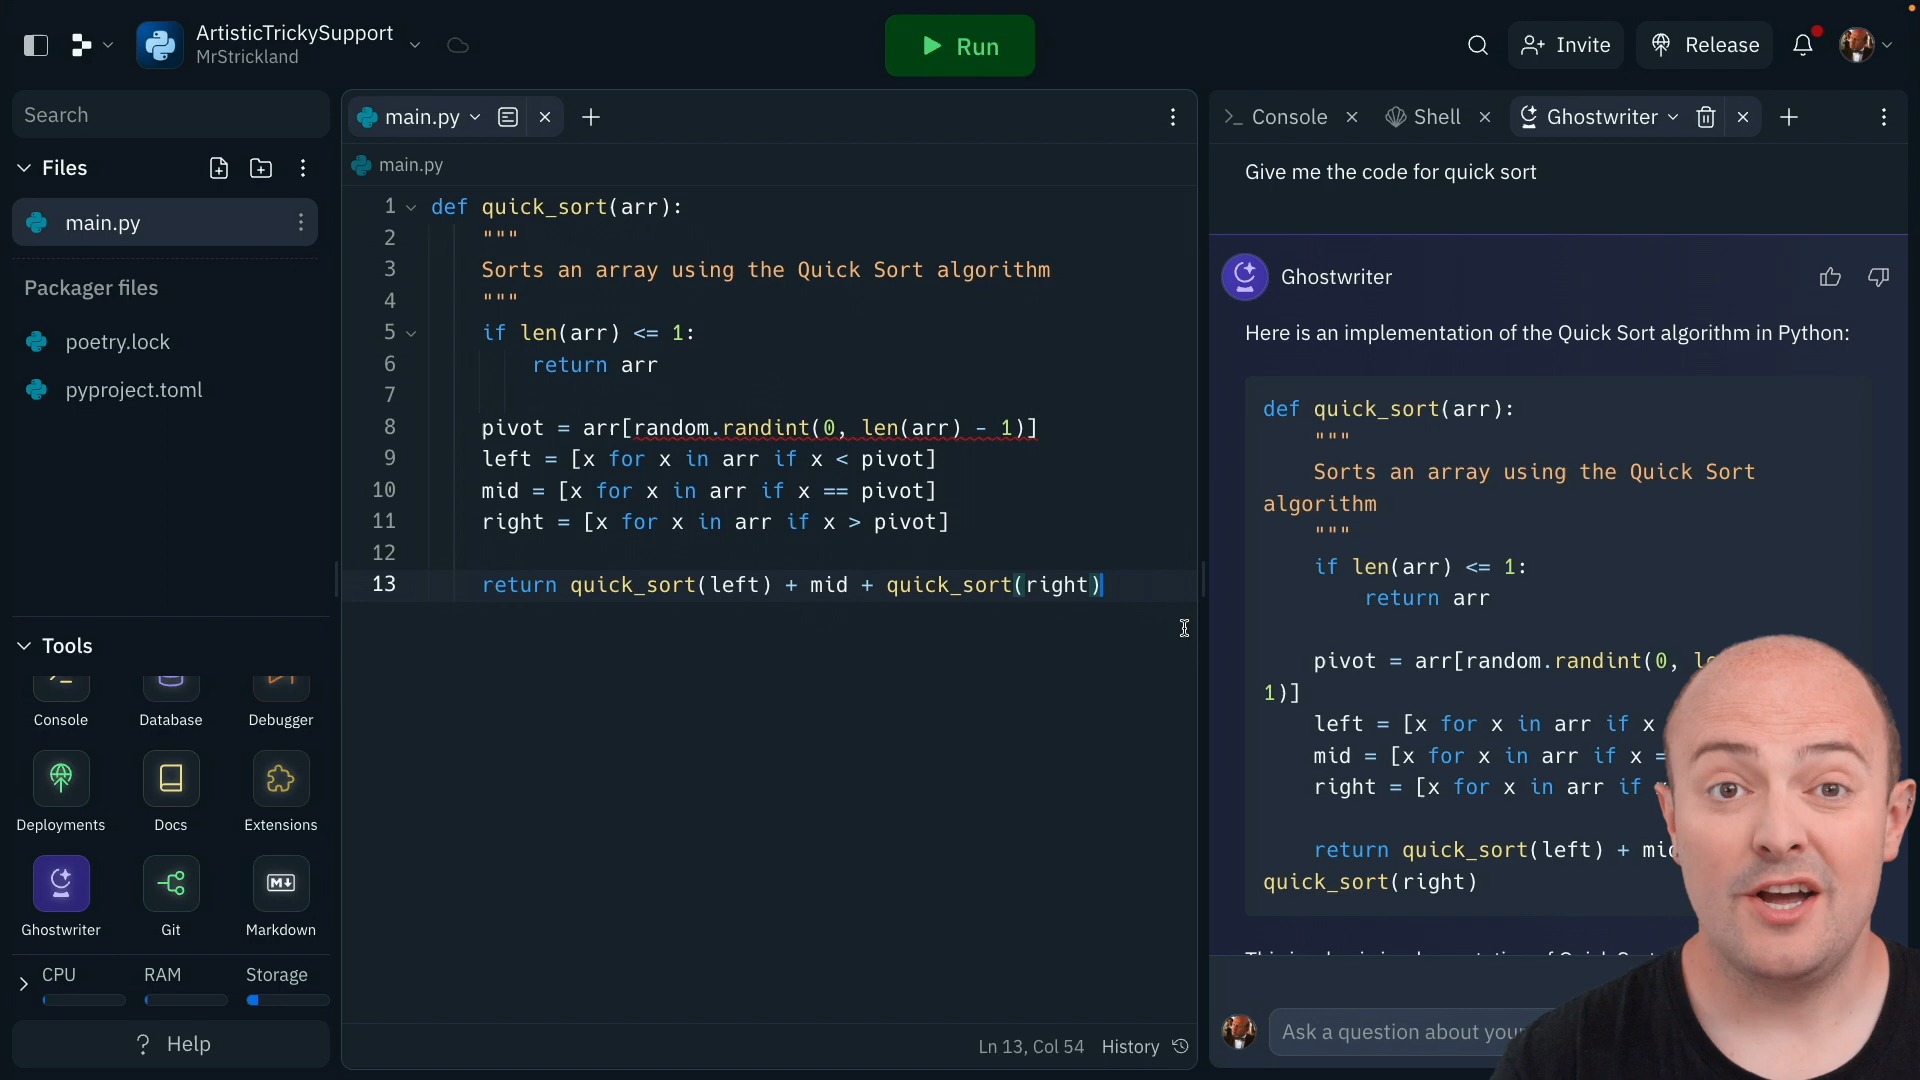 ArtisticTrickySupport
MrStrickland
Run
Invite
Release
Search
Files
main.py
Packager files
poetry.lock
pyproject.toml
Tools
Console
Database
Debugger
Deployments
Docs
Extensions
Ghostwriter
Git
Markdown
CPU
RAM
Storage
? Help
main.py
main.py
1 def quick_sort(arr):
2 """
3 Sorts an array using the Quick Sort algorithm
4 """
5 if len(arr) <= 1:
6 return arr
7
8 pivot = arr[random.randint(0, len(arr) - 1)]
9 left = [x for x in arr if x < pivot]
10 mid = [x for x in arr if x == pivot]
11 right = [x for x in arr if x > pivot]
12
13 return quick_sort(left) + mid + quick_sort(right)
Ln 13, Col 54 History
Console
Shell
Ghostwriter
Give me the code for quick sort
Ghostwriter
Here is an implementation of the Quick Sort algorithm in Python:
def quick_sort(arr):
"""
Sorts an array using the Quick Sort
algorithm
"""
if len(arr) <= 1:
return arr
pivot = arr[random.randint(0,
1)]
left = [x for x in arr if x
mid = [x for x in arr if x
right = [x for x in arr if
return quick_sort(left) +
quick_sort(right)
Ask a question about your